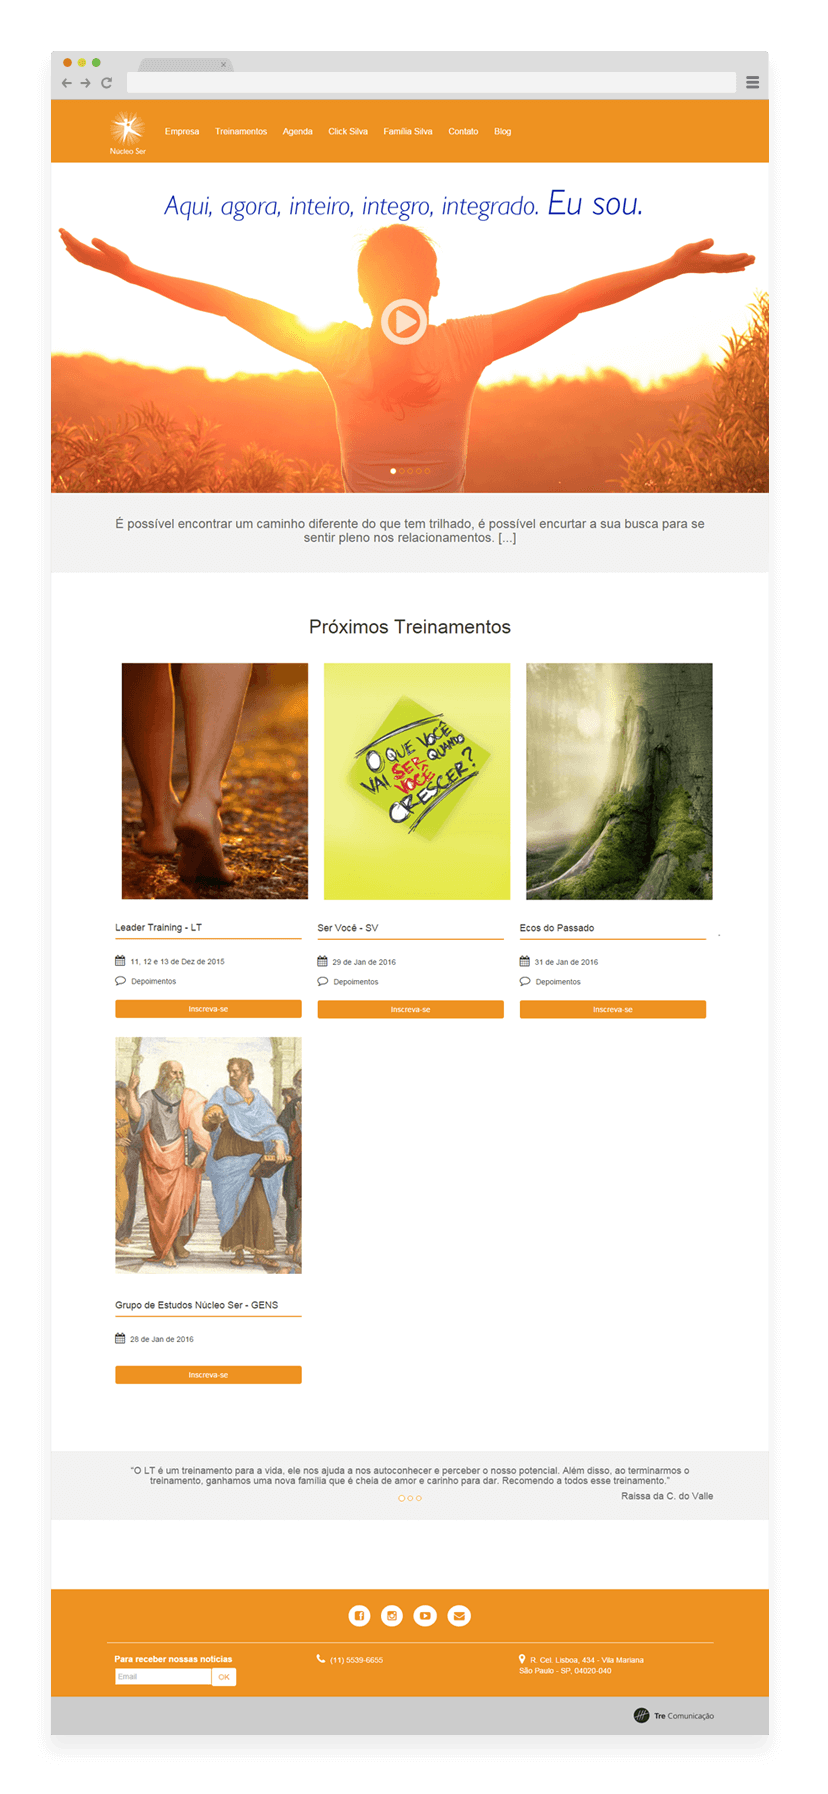 Núcleo Ser
Empresa Treinamentos Agenda Click Silva Família Silva Contato Blog
Aqui, agora, inteiro, integro, integrado. Eu sou.
É possível encontrar um caminho diferente do que tem trilhado, é possível encurtar a sua busca para se
sentir pleno nos relacionamentos. [...]
Próximos Treinamentos
O QUE VOCÊ
VAI SER QUANDO
VOCÊ
CRESCER?
Leader Training - LT
11, 12 e 13 de Dez de 2015
Depoimentos
Inscreva-se
Ser Você - SV
29 de Jan de 2016
Depoimentos
Inscreva-se
Ecos do Passado
31 de Jan de 2016
Depoimentos
Inscreva-se
Grupo de Estudos Núcleo Ser - GENS
28 de Jan de 2016
Inscreva-se
"O LT é um treinamento para a vida, ele nos ajuda a nos autoconhecer e perceber o nosso potencial. Além disso, ao terminarmos o
treinamento, ganhamos uma nova família que é cheia de amor e carinho para dar. Recomendo a todos esse treinamento."
Raissa da C. do Valle
Para receber nossas notícias
Email OK
(11) 5539-6655
R. Cel. Lisboa, 434 - Vila Mariana
São Paulo - SP, 04020-040
Tre Comunicação